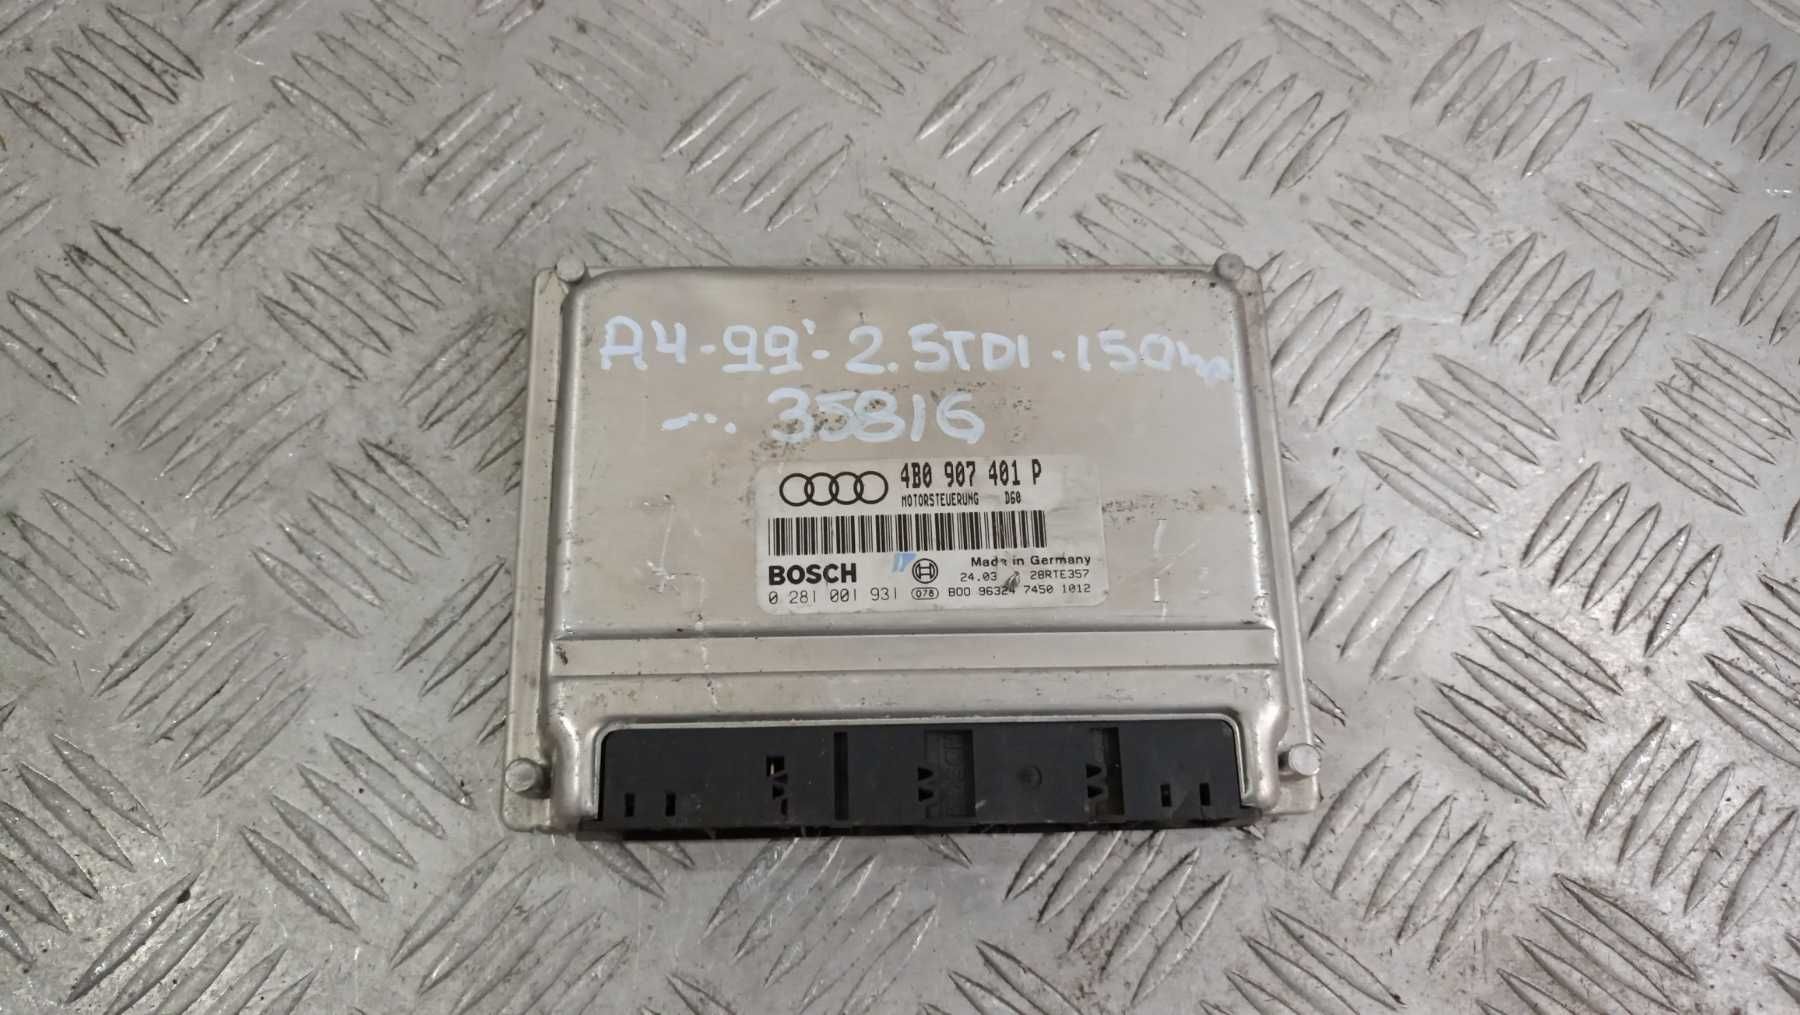 A4-99'-2.5TDI-150
35816
4B0 907 401 P
MOTORSTEUERUNG D60
BOSCH Made in Germany
24.03 28RTE357
0 281 001 931 078 B00 96324 7450 1012